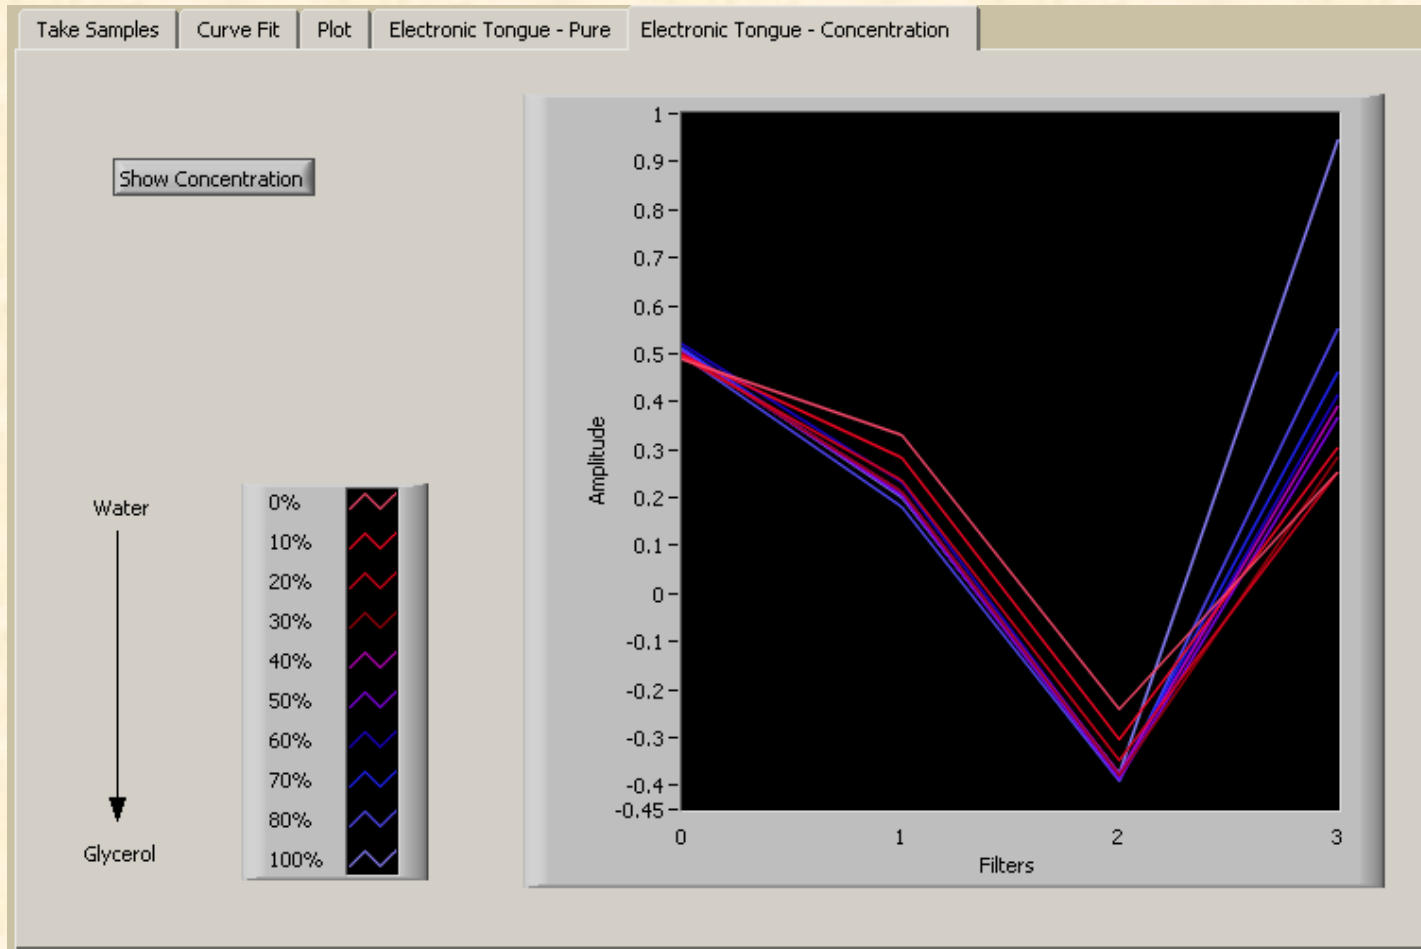 Take Samples
Curve Fit
Plot
Electronic Tongue - Pure
Electronic Tongue - Concentration
Show Concentration
Water
Glycerol
0%
10%
20%
30%
40%
50%
60%
70%
80%
100%
Amplitude
1
0.9
0.8
0.7
0.6
0.5
0.4
0.3
0.2
0.1
0
-0.1
-0.2
-0.3
-0.4
-0.45
0 1 2 3
Filters